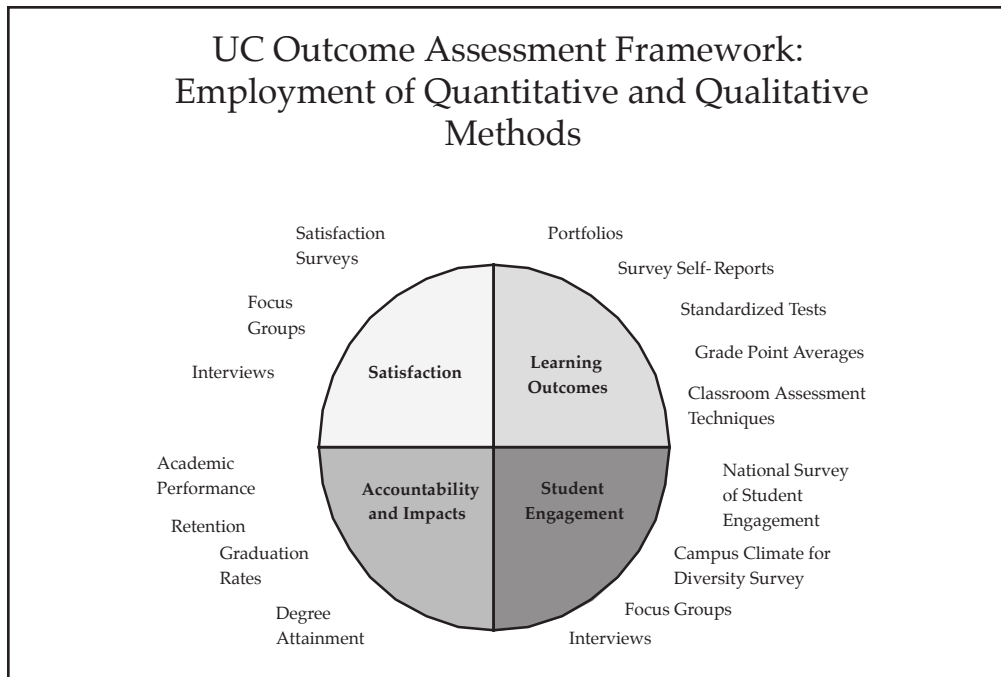 UC Outcome Assessment Framework:
Employment of Quantitative and Qualitative
Methods
Satisfaction
Surveys
Focus
Groups
Interviews
Portfolios
Survey Self-Reports
Standardized Tests
Grade Point Averages
Classroom Assessment
Techniques
Satisfaction
Learning
Outcomes
Accountability
and Impacts
Student
Engagement
Academic
Performance
Retention
Graduation
Rates
Degree
Attainment
National Survey
of Student
Engagement
Campus Climate for
Diversity Survey
Focus Groups
Interviews